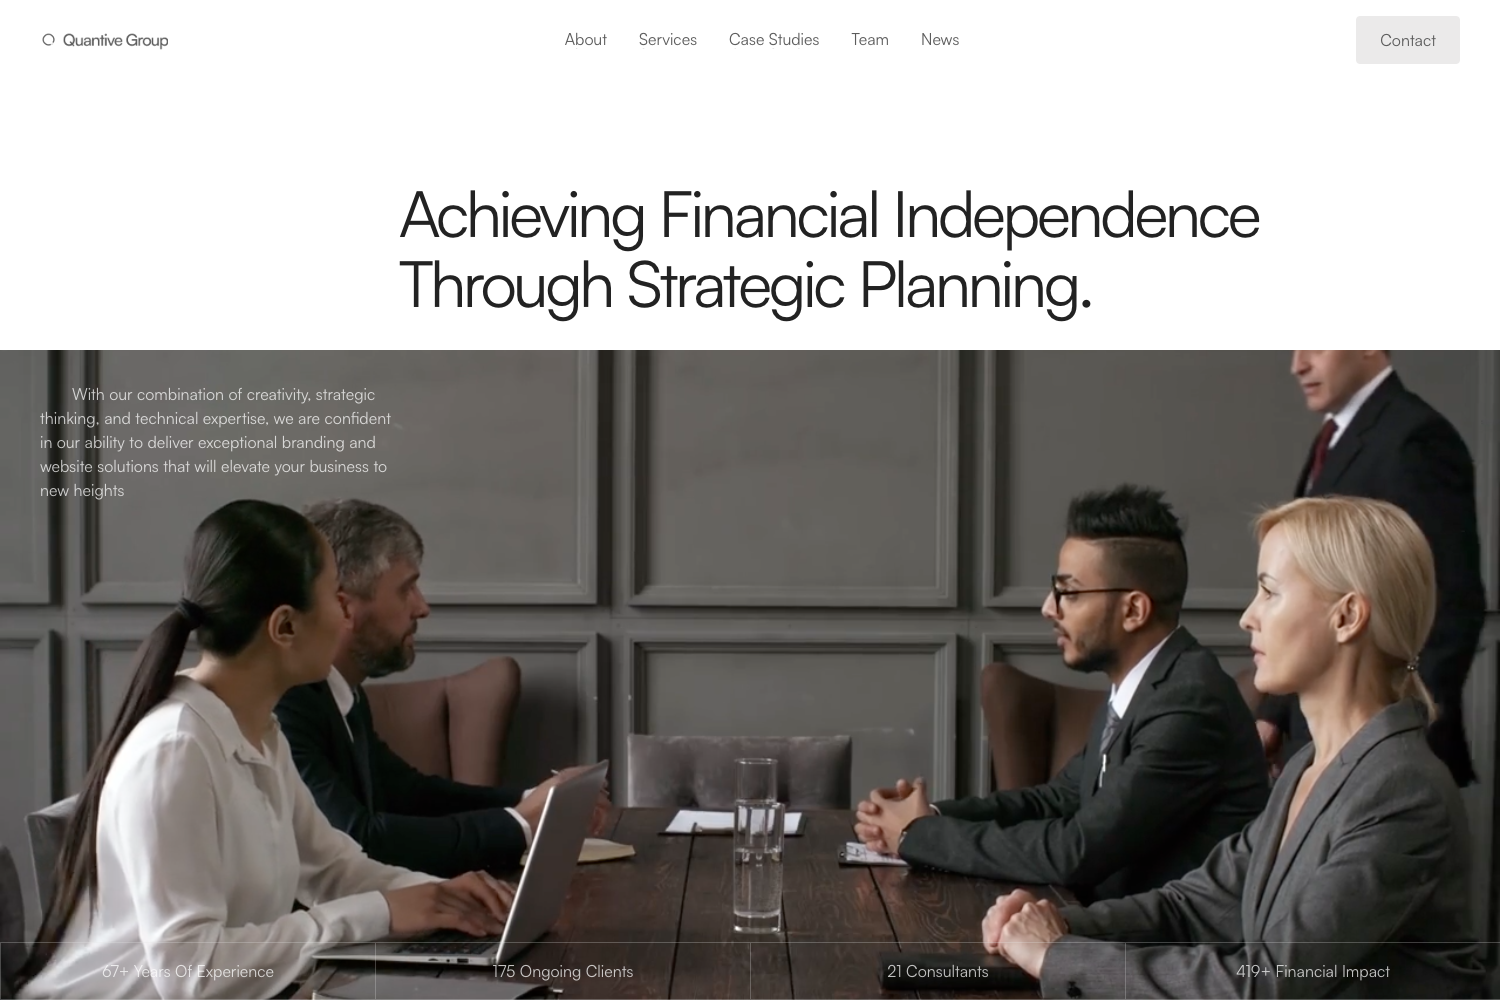 Quantive Group
About
Services
Case Studies
Team
News
Contact
Achieving Financial Independence
Through Strategic Planning.
With our combination of creativity, strategic
thinking, and technical expertise, we are confident
in our ability to deliver exceptional branding and
website solutions that will elevate your business to
new heights
67+ Years Of Experience
175 Ongoing Clients
21 Consultants
419+ Financial Impact